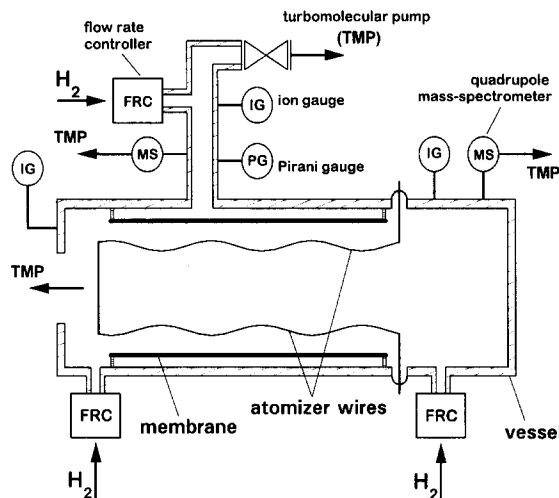 turbomolecular pump
(TMP)
flow rate
controller
quadrupole
mass-spectrometer
H2
FRC
IG
ion gauge
TMP
MS
IG
PG
Pirani gauge
IG
MS
TMP
TMP
membrane
atomizer wires
FRC
FRC
vesse
H2
H2